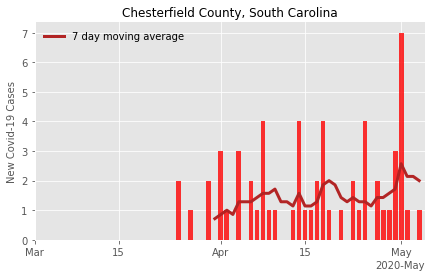 Chesterfield County, South Carolina
7 day moving average
New Covid-19 Cases
7
6
5
4
3
2
1
0
Mar
15
Apr
15
May
2020-May